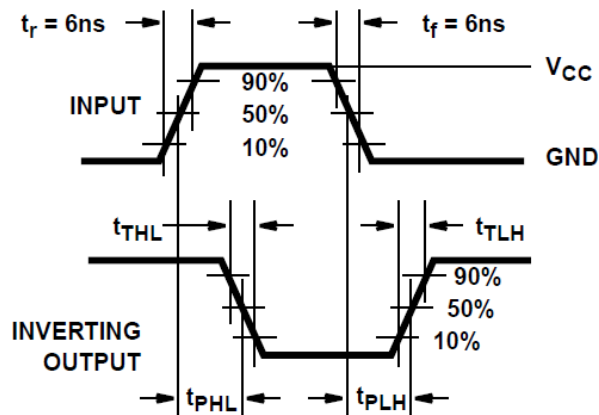 tr = 6ns
tf = 6ns
VCC
90%
INPUT
50%
10%
GND
tTHL
tTLH
90%
50%
INVERTING
OUTPUT
10%
tPHL
tPLH